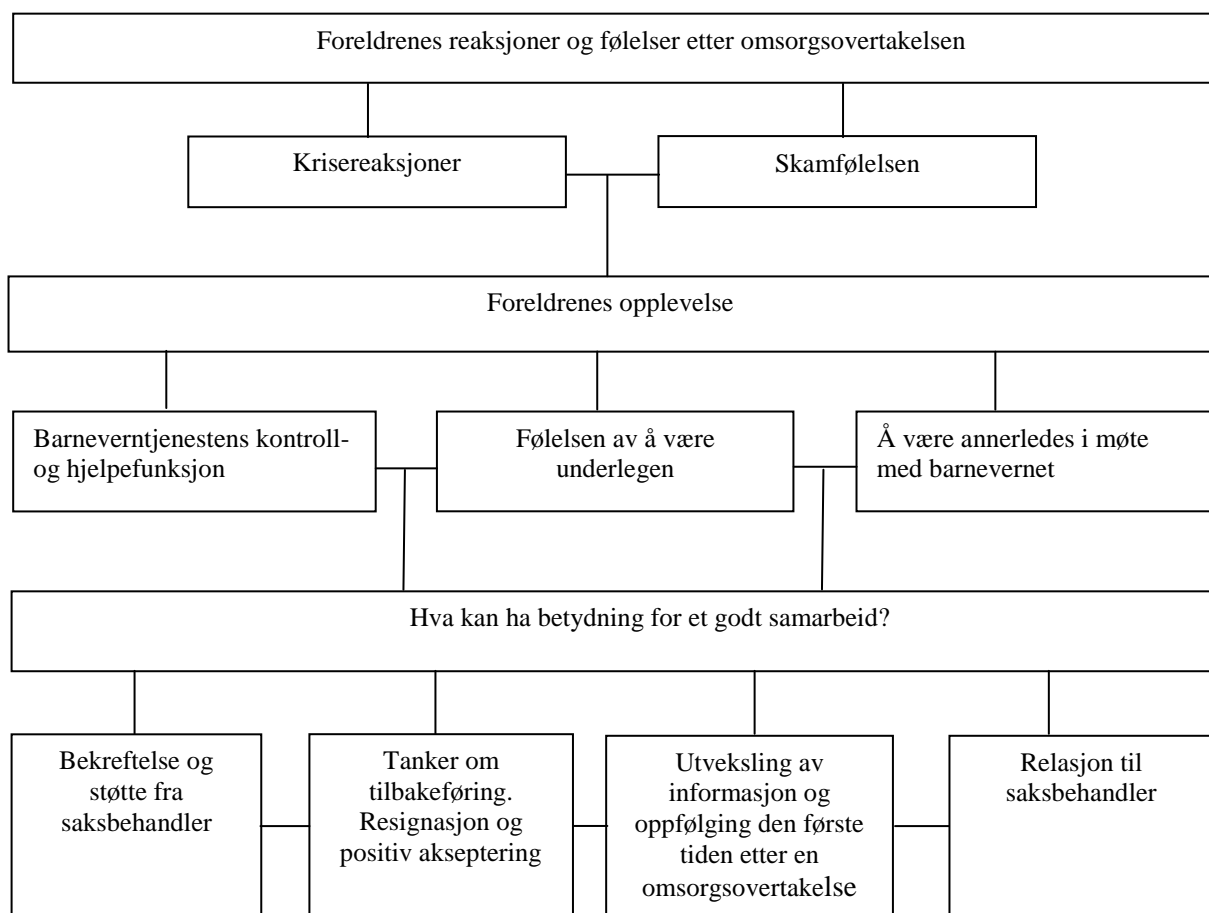 Foreldrenes reaksjoner og følelser etter omsorgsovertakelsen
Krisereaksjoner
Skamfølelsen
Foreldrenes opplevelse
Barneverntjenestens kontroll-
og hjelpefunksjon
Følelsen av å være
underlegen
Å være annerledes i møte
med barnevernet
Hva kan ha betydning for et godt samarbeid?
Bekreftelse og
støtte fra
saksbehandler
Tanker om
tilbakeføring.
Resignasjon og
positiv akseptering
Utveksling av
informasjon og
oppfølging den første
tiden etter en
omsorgsovertakelse
Relasjon til
saksbehandler